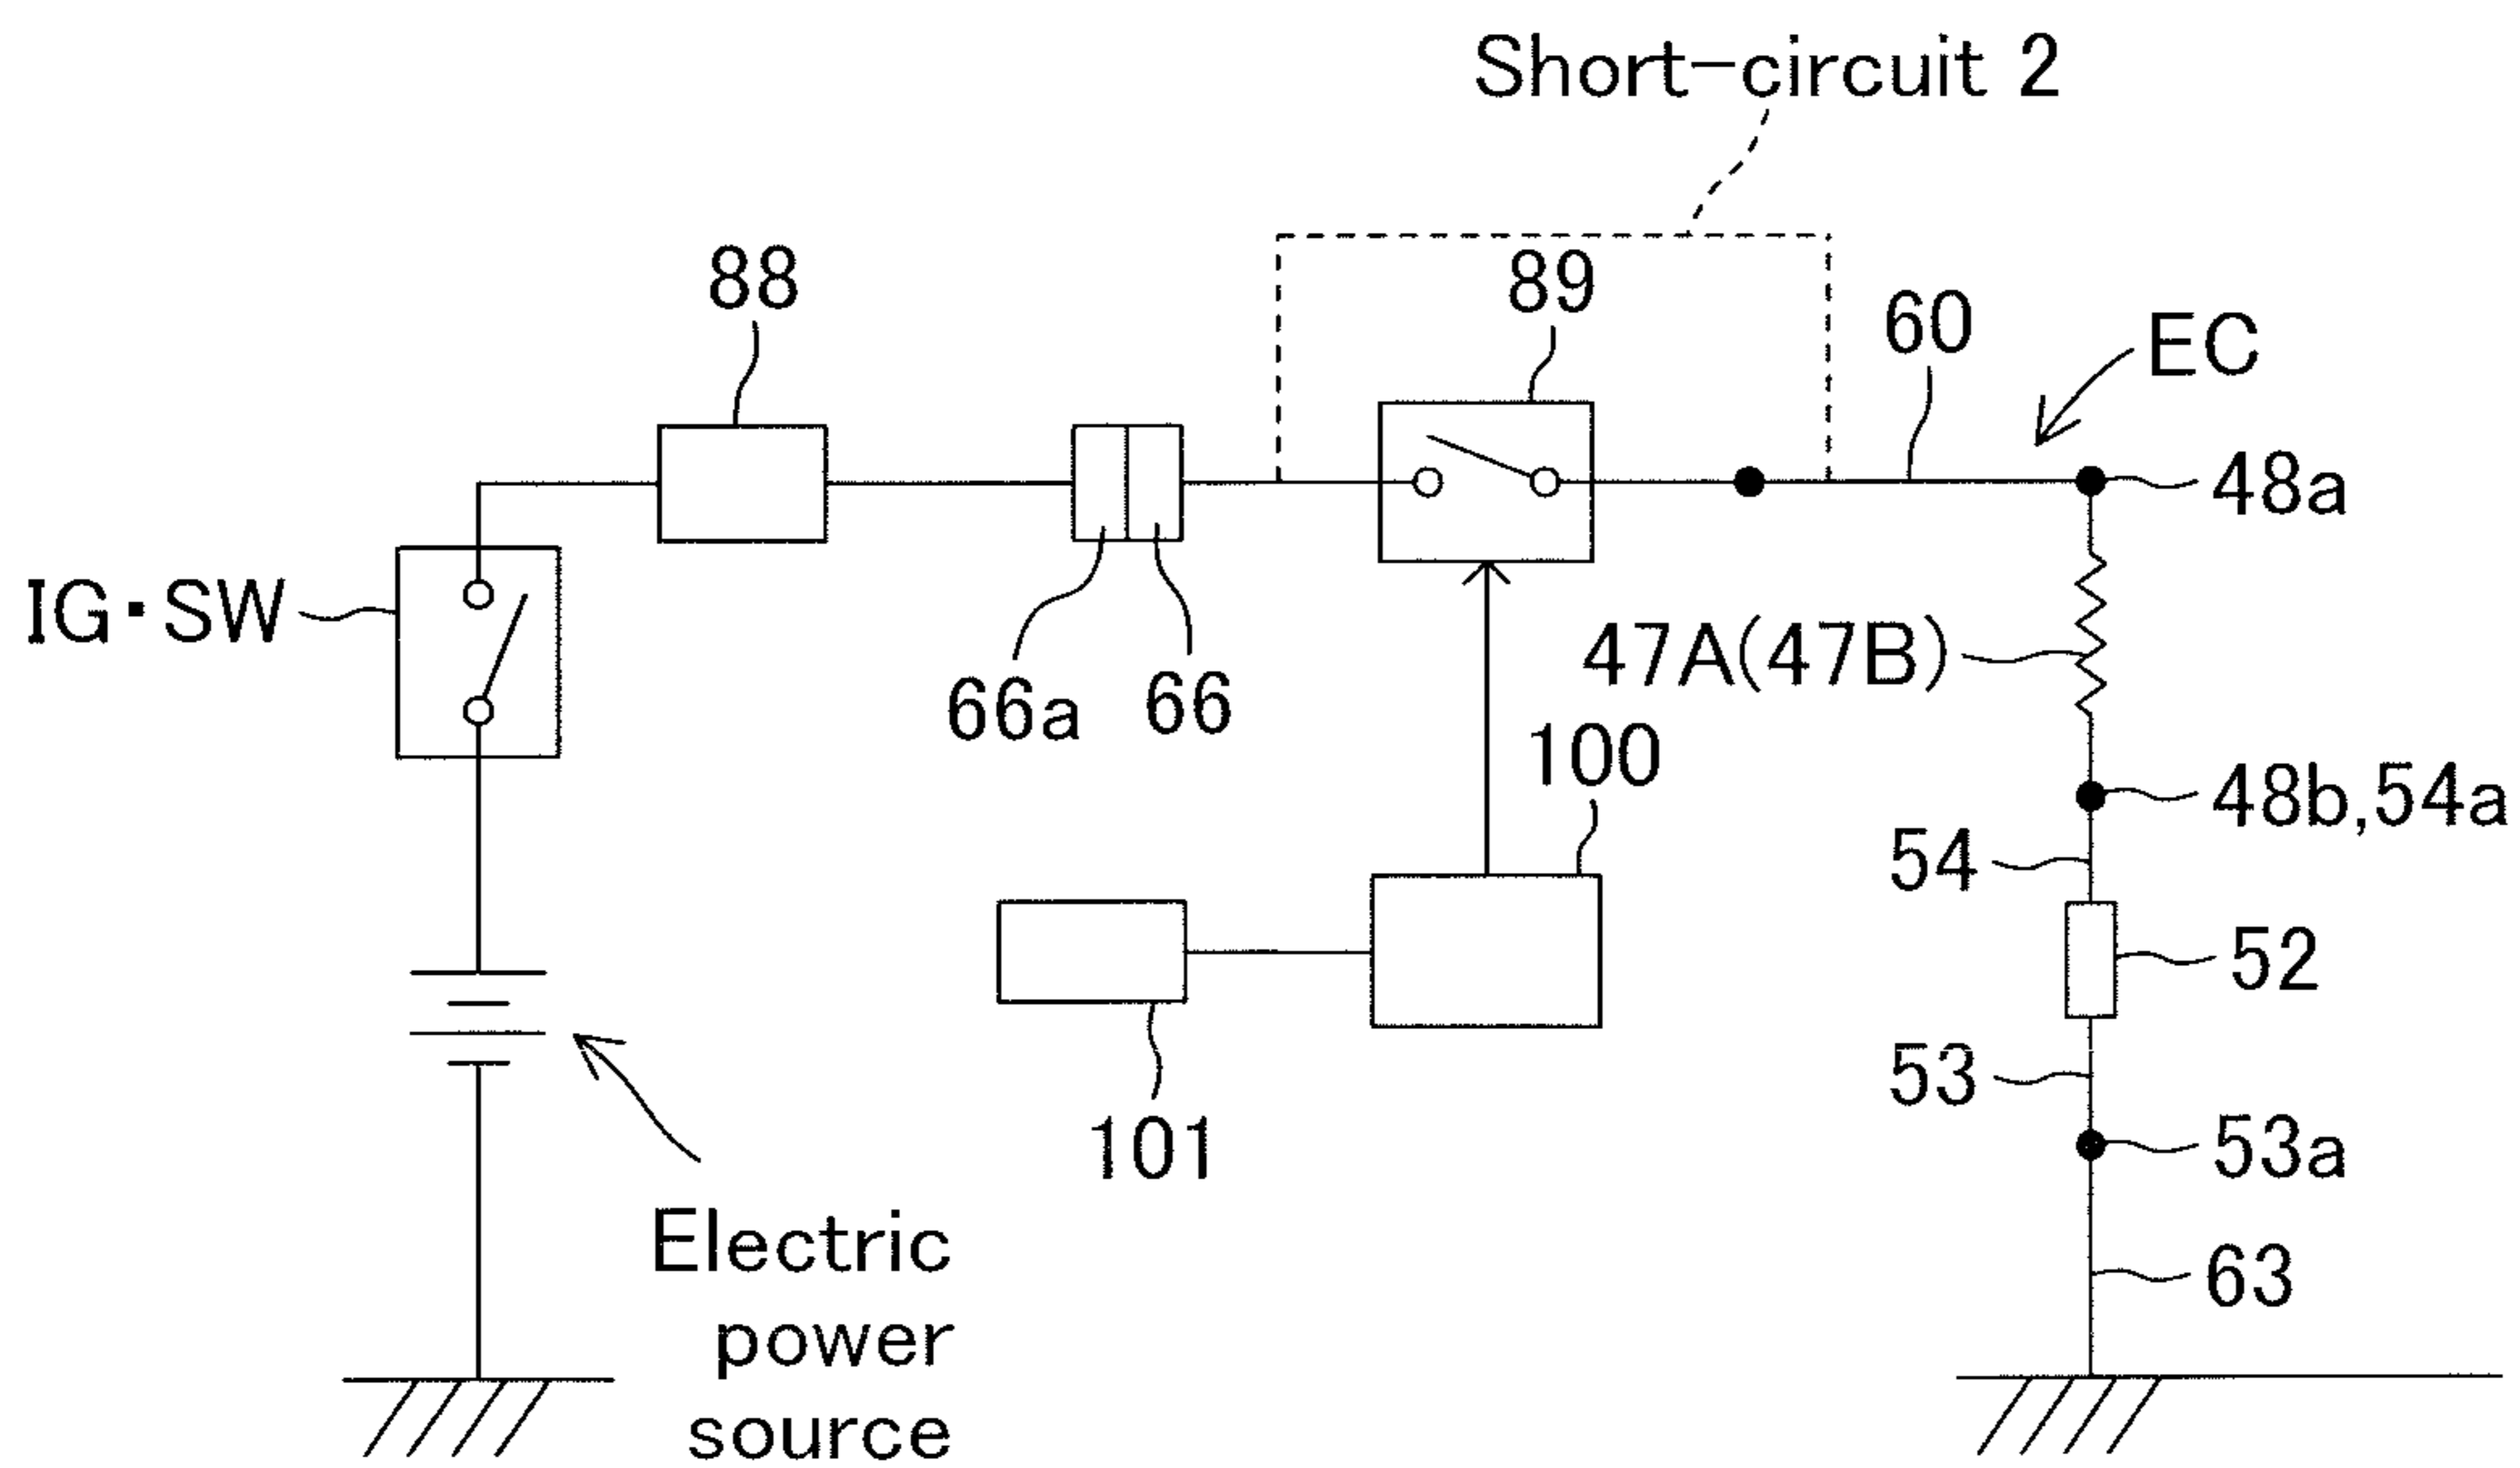 Short-circuit 2
88
89
60
EC
48a
IG･SW
66a
66
47A(47B)
100
48b,54a
54
52
53
101
53a
Electric
power
source
63